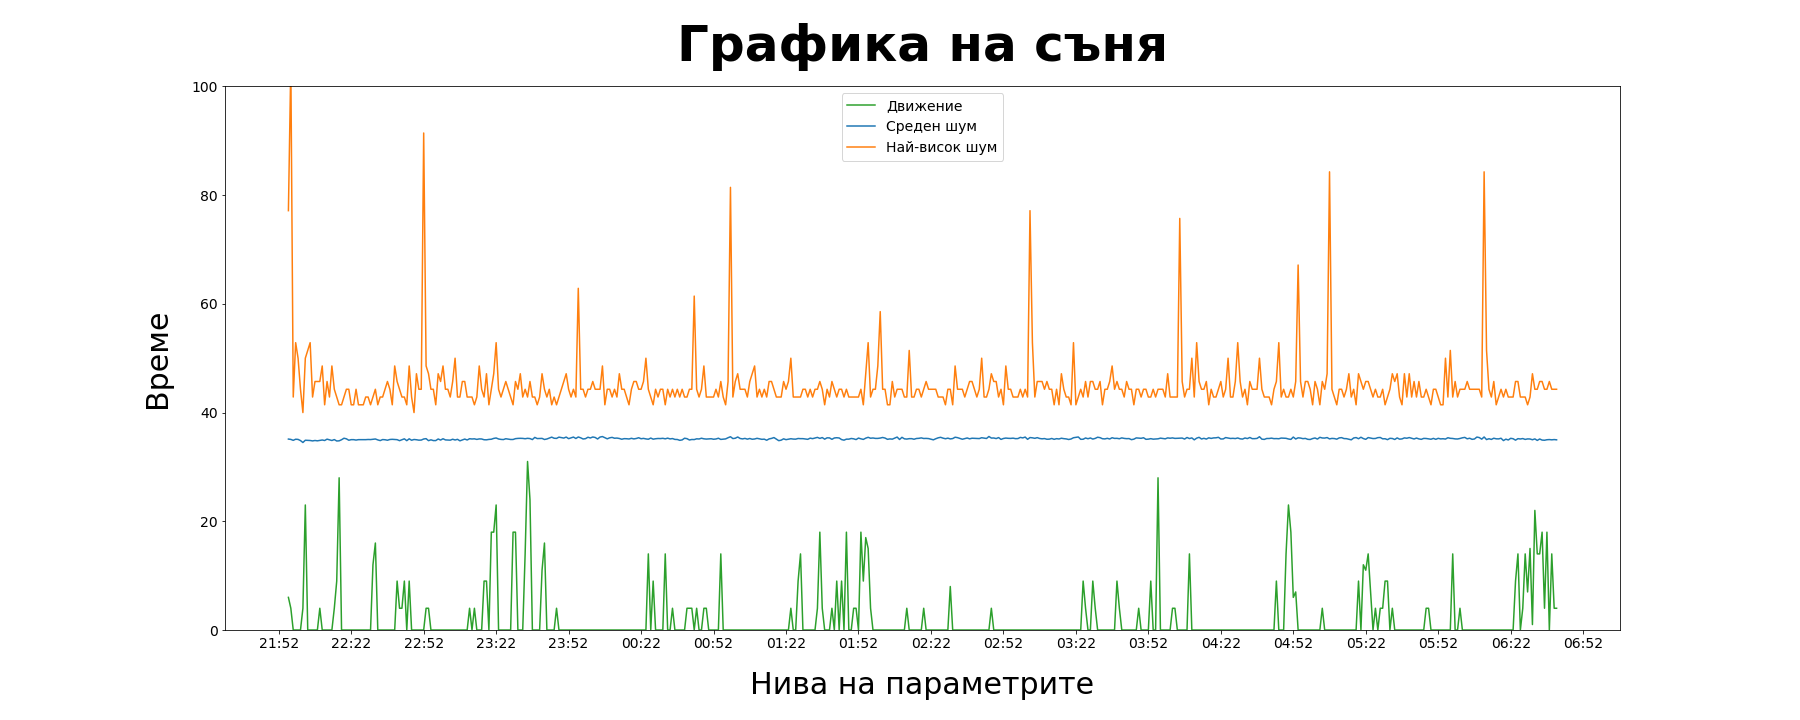 Графика на съня
Движение
Среден шум
Най-висок шум
100
80
60
40
20
0
Време
21:52 22:22 22:52 23:22 23:52 00:22 00:52 01:22 01:52 02:22 02:52 03:22 03:52 04:22 04:52 05:22 05:52 06:22 06:52
Нива на параметрите